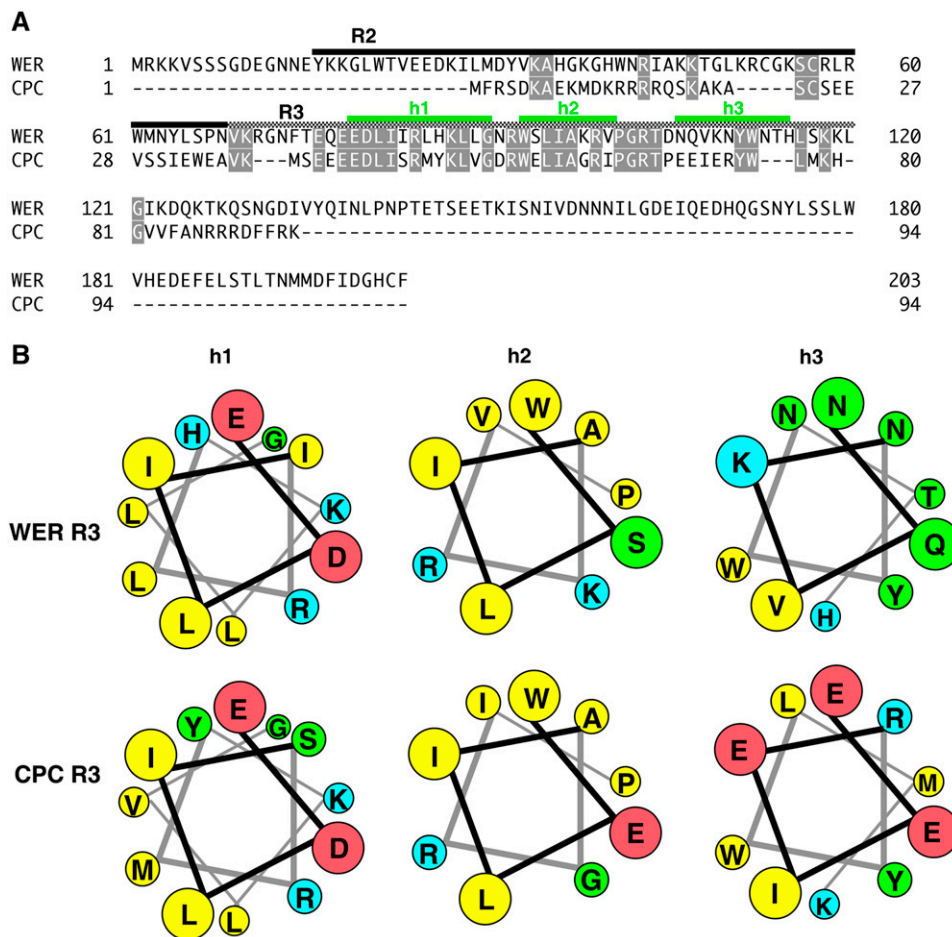 A
R2
WER 1 MRKKVSSSGDEGNNEYKKGLWTVEEDKILMDYVKAHGKGHWNRIAKKTGLKRCGKSCRLR 60
CPC 1 ----------------------------MFRSDKAEKMDKRRRRQSKAKA-----SCSEE 27
R3 h1 h2 h3
WER 61 WMNYLSPNVKRGNFTEQEEDLIIRLHKLLGNRWSLIAKRVPGRTDNQVKNYWNTHLSKKL 120
CPC 28 VSSIEWEAVK---MSEEEEDLISRMYKLVGDRWELIAGRIPGRTPEEIERYW---LMKH- 80
WER 121 GIKDQKTKQSNGDIVYQINLPNPTETSEETKISNIVDNNNILGDEIQEDHQGSNYLSSLW 180
CPC 81 GVVFANRRRDFFRK---------------------------------------------- 94
WER 181 VHEDEFELSTLTNMMDFIDGHCF 203
CPC 94 ----------------------- 94
B
h1 h2 h3
WER R3
H E G I I L K L D L L R
V W A I P S R K L
N N N K T Q W Y V H
CPC R3
Y E G S I V K M D L L R
I W A I P E R G L
L E R E M E W Y I K